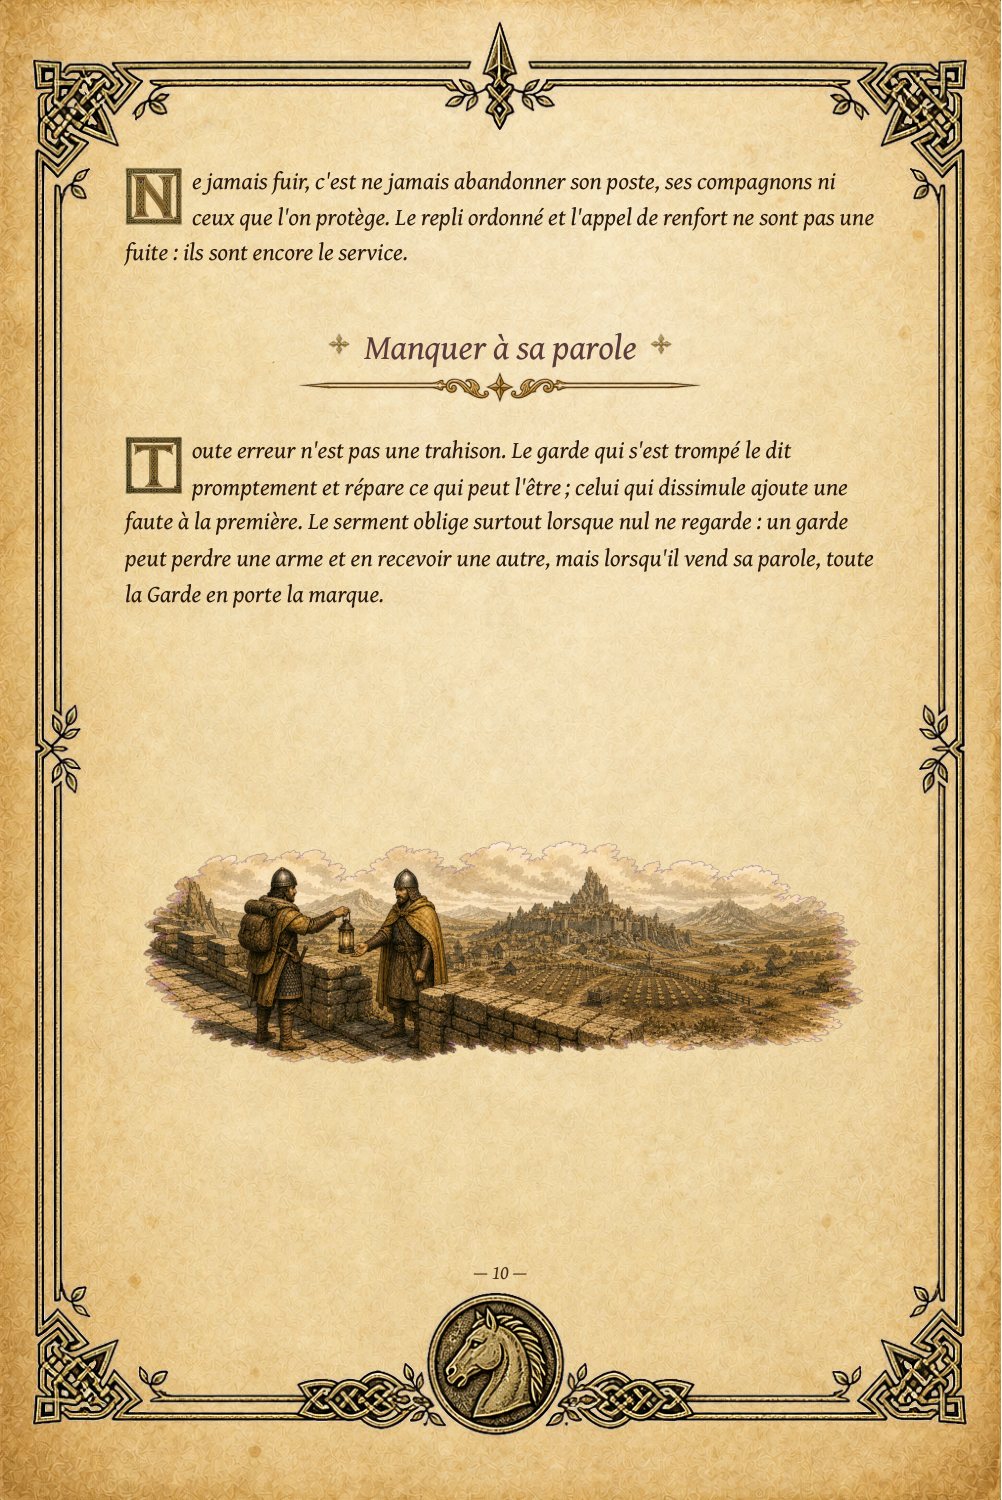 Ne jamais fuir, c'est ne jamais abandonner son poste, ses compagnons ni
ceux que l'on protège. Le repli ordonné et l'appel de renfort ne sont pas une
fuite : ils sont encore le service.
Manquer à sa parole
Toute erreur n'est pas une trahison. Le garde qui s'est trompé le dit
promptement et répare ce qui peut l'être ; celui qui dissimule ajoute une
faute à la première. Le serment oblige surtout lorsque nul ne regarde : un garde
peut perdre une arme et en recevoir une autre, mais lorsqu'il vend sa parole, toute
la Garde en porte la marque.
— 10 —